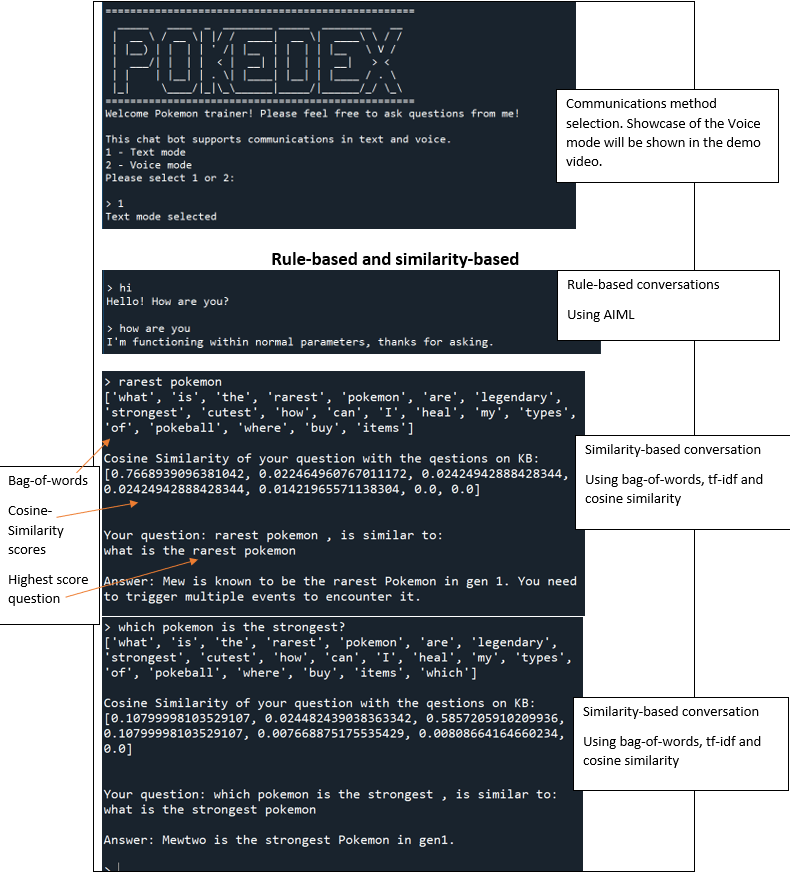 POKEDEX
Welcome Pokemon trainer! Please feel free to ask questions from me!
This chat bot supports communications in text and voice.
1 - Text mode
2 - Voice mode
Please select 1 or 2:
> 1
Text mode selected
Communications method
selection. Showcase of the Voice
mode will be shown in the demo
video.
Rule-based and similarity-based
> hi
Hello! How are you?
> how are you
I'm functioning within normal parameters, thanks for asking.
Rule-based conversations
Using AIML
> rarest pokemon
['what', 'is', 'the', 'rarest', 'pokemon', 'are', 'legendary',
'strongest', 'cutest', 'how', 'can', 'I', 'heal', 'my', 'types',
'of', 'pokeball', 'where', 'buy', 'items']
Cosine Similarity of your question with the qestions on KB:
[0.7668939096381042, 0.022464960767011172, 0.02424942888428344,
0.02424942888428344, 0.01421965571138304, 0.0, 0.0]
Your question: rarest pokemon , is similar to:
what is the rarest pokemon
Answer: Mew is known to be the rarest Pokemon in gen 1. You need
to trigger multiple events to encounter it.
Bag-of-words
Cosine-
Similarity
scores
Highest score
question
Similarity-based conversation
Using bag-of-words, tf-idf and
cosine similarity
> which pokemon is the strongest?
['what', 'is', 'the', 'rarest', 'pokemon', 'are', 'legendary',
'strongest', 'cutest', 'how', 'can', 'I', 'heal', 'my', 'types',
'of', 'pokeball', 'where', 'buy', 'items', 'which']
Cosine Similarity of your question with the qestions on KB:
[0.10799998103529107, 0.024482439038363342, 0.5857205910209936,
0.10799998103529107, 0.007668875175535429, 0.00808664164660234,
0.0]
Your question: which pokemon is the strongest , is similar to:
what is the strongest pokemon
Answer: Mewtwo is the strongest Pokemon in gen1.
Similarity-based conversation
Using bag-of-words, tf-idf and
cosine similarity